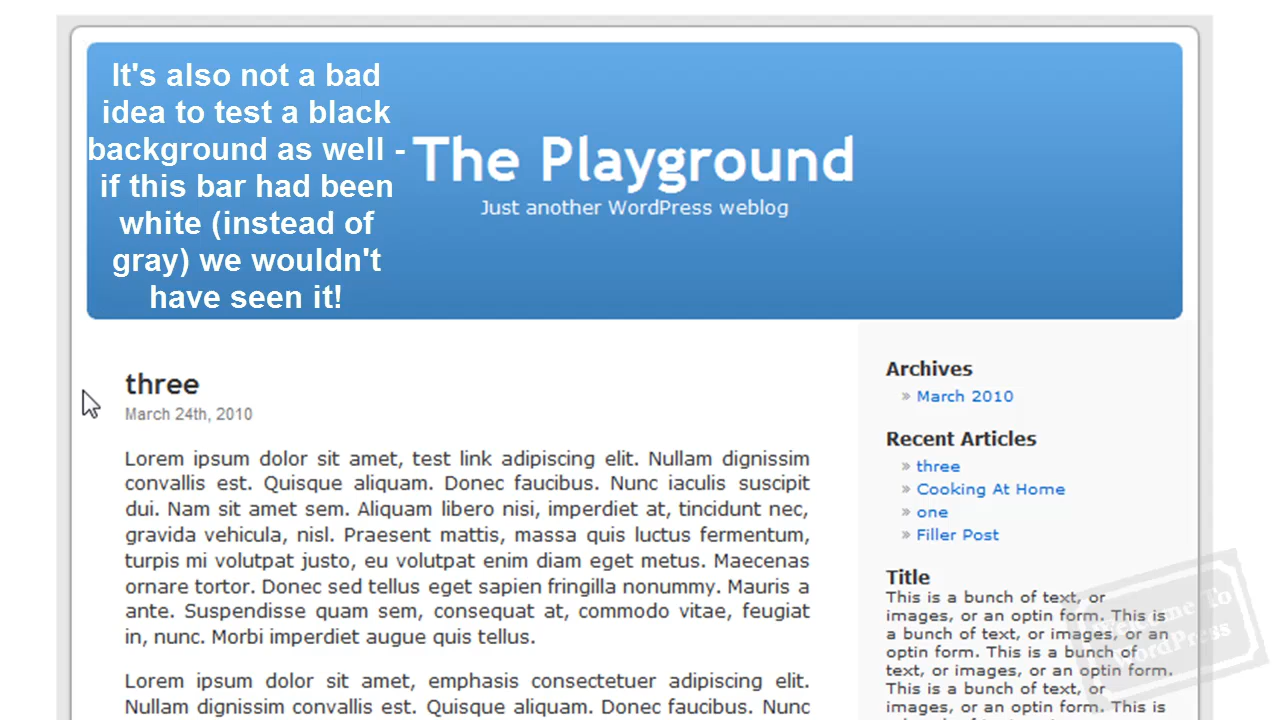 It's also not a bad
idea to test a black
background as well -
if this bar had been
white (instead of
gray) we wouldn't
have seen it!
The Playground
Just another WordPress weblog
three
March 24th, 2010
Lorem ipsum dolor sit amet, test link adipiscing elit. Nullam dignissim
convallis est. Quisque aliquam. Donec faucibus. Nunc iaculis suscipit
dui. Nam sit amet sem. Aliquam libero nisi, imperdiet at, tincidunt nec,
gravida vehicula, nisl. Praesent mattis, massa quis luctus fermentum,
turpis mi volutpat justo, eu volutpat enim diam eget metus. Maecenas
ornare tortor. Donec sed tellus eget sapien fringilla nonummy. Mauris a
ante. Suspendisse quam sem, consequat at, commodo vitae, feugiat
in, nunc. Morbi imperdiet augue quis tellus.
Lorem ipsum dolor sit amet, emphasis consectetuer adipiscing elit.
Nullam dignissim convallis est. Quisque aliquam. Donec faucibus. Nunc
Archives
» March 2010
Recent Articles
» three
» Cooking At Home
» one
» Filler Post
Title
This is a bunch of text, or
images, or an optin form. This is
a bunch of text, or images, or an
optin form. This is a bunch of
text, or images, or an optin form.
This is a bunch of text, or
images, or an optin form. This is
Welcome To
WordPress